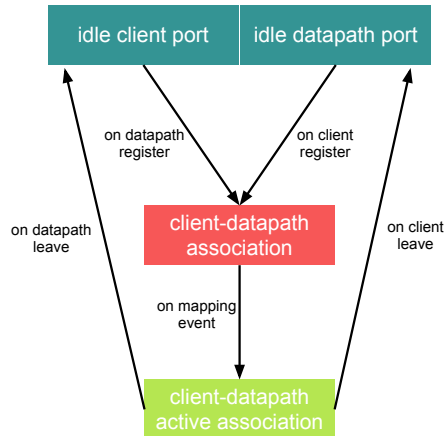 idle client port
idle datapath port
on datapath
register
on client
register
client-datapath
association
on datapath
leave
on client
leave
on mapping
event
client-datapath
active association